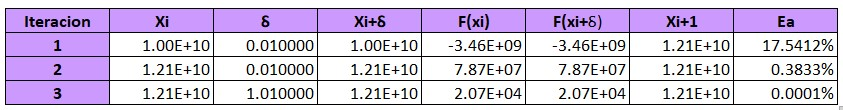 Iteracion Xi δ Xi+δ F(xi) F(xi+δ) Xi+1 Ea
1 1.00E+10 0.010000 1.00E+10 -3.46E+09 -3.46E+09 1.21E+10 17.5412%
2 1.21E+10 0.010000 1.21E+10 7.87E+07 7.87E+07 1.21E+10 0.3833%
3 1.21E+10 1.010000 1.21E+10 2.07E+04 2.07E+04 1.21E+10 0.0001%